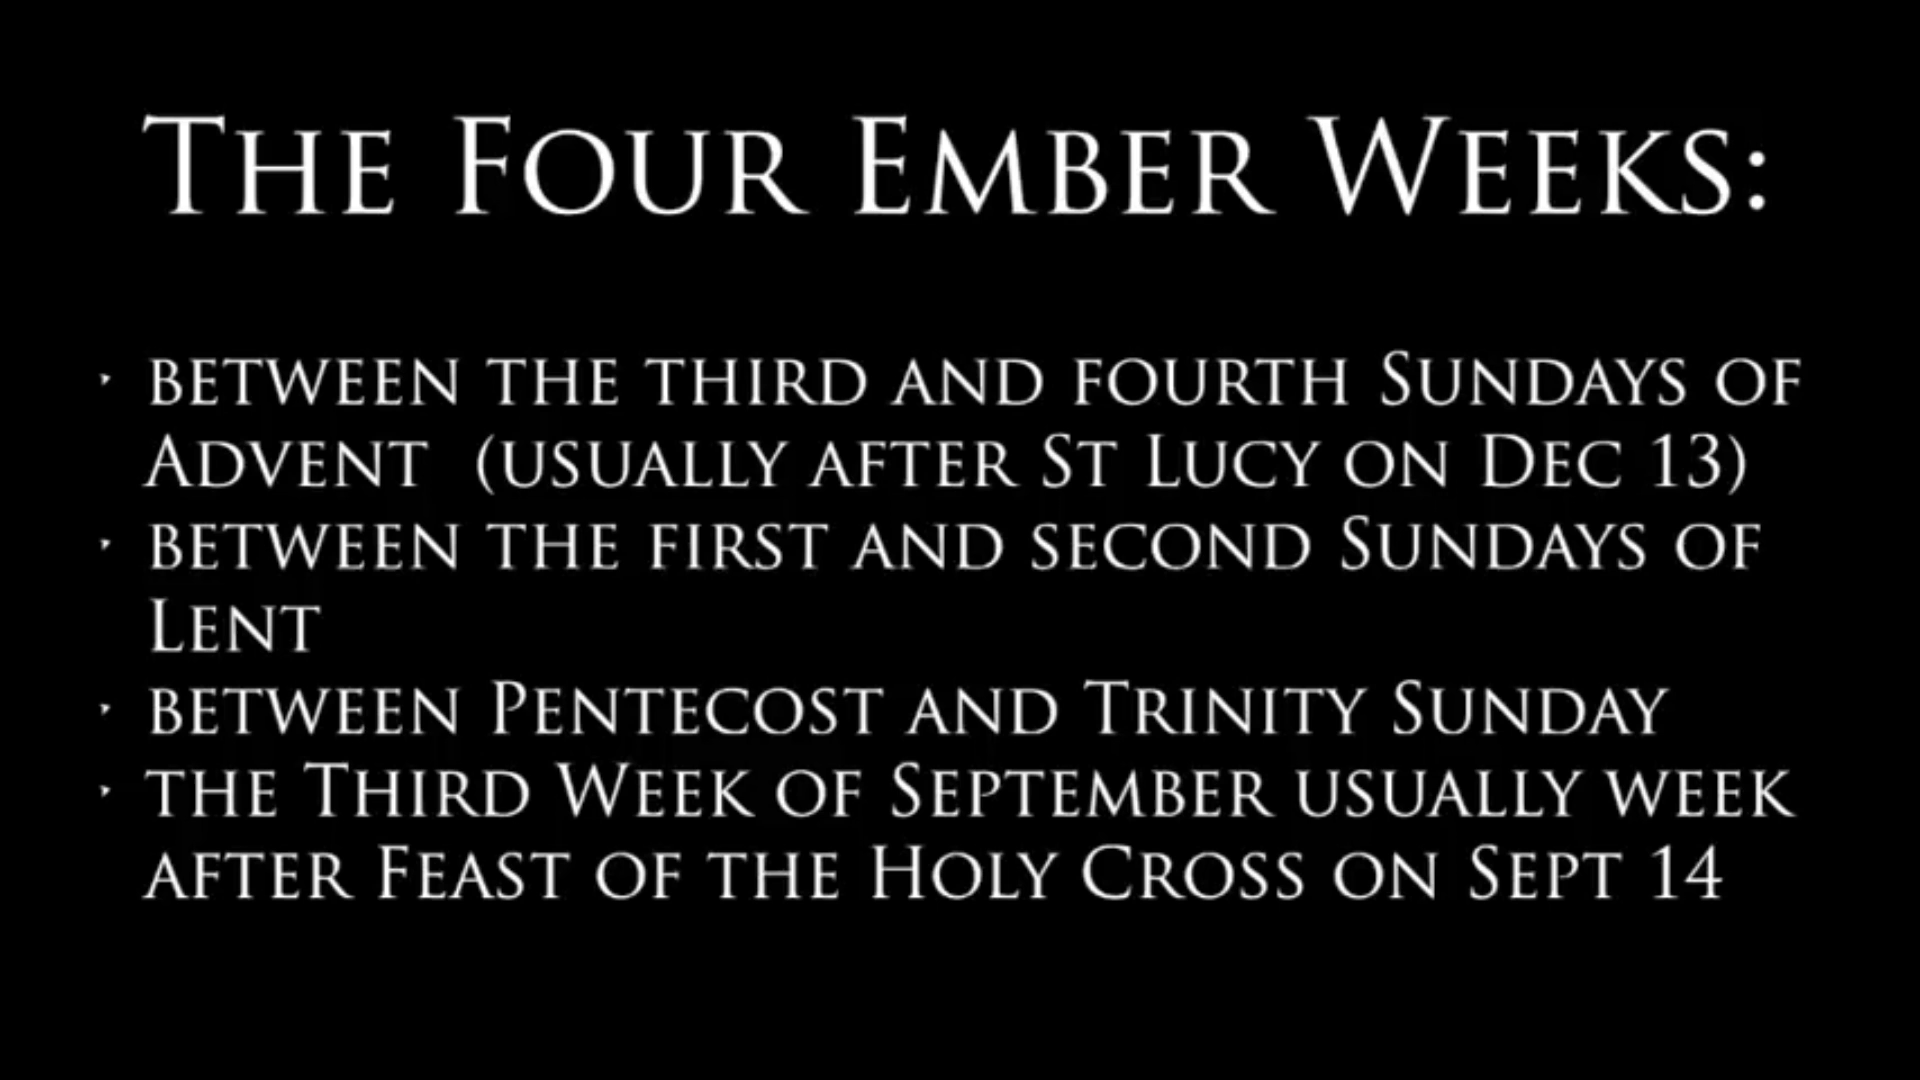 The Four Ember Weeks:
‣ between the third and fourth Sundays of
Advent (usually after St Lucy on Dec 13)
‣ between the first and second Sundays of
Lent
‣ between Pentecost and Trinity Sunday
‣ the Third Week of September usually week
after Feast of the Holy Cross on Sept 14